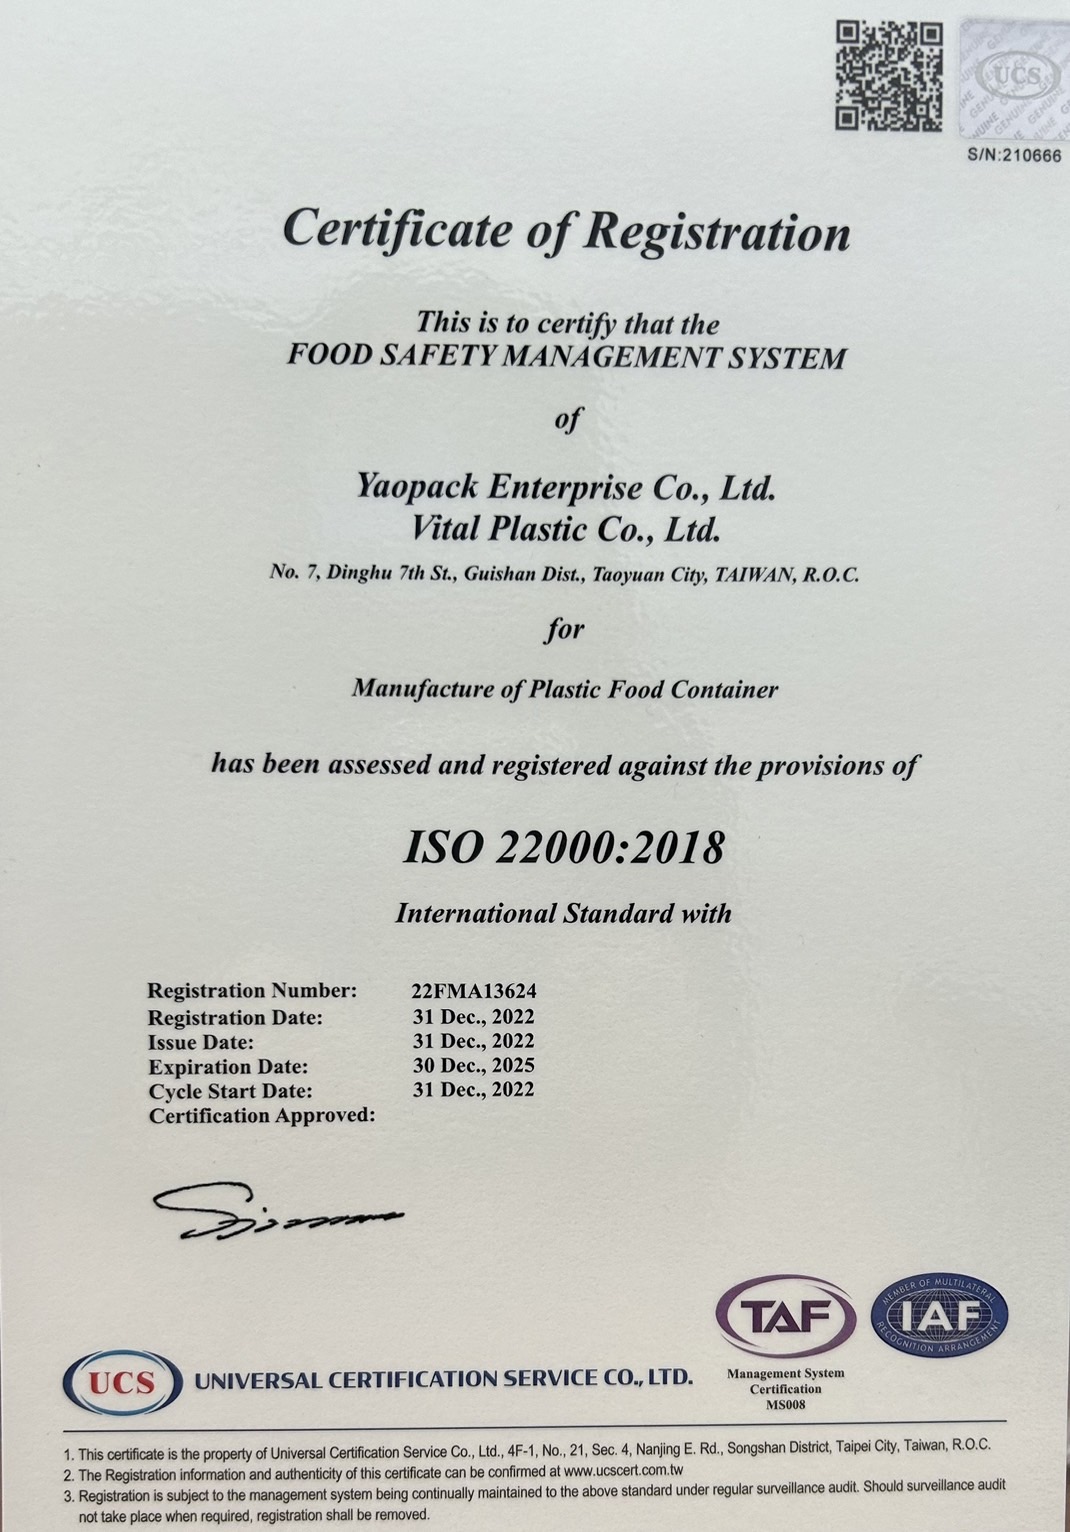 UCS
S/N:210666
Certificate of Registration
This is to certify that the
FOOD SAFETY MANAGEMENT SYSTEM
of
Yaopack Enterprise Co., Ltd.
Vital Plastic Co., Ltd.
No. 7, Dinghu 7th St., Guishan Dist., Taoyuan City, TAIWAN, R.O.C.
for
Manufacture of Plastic Food Container
has been assessed and registered against the provisions of
ISO 22000:2018
International Standard with
Registration Number: 22FMA13624
Registration Date: 31 Dec., 2022
Issue Date: 31 Dec., 2022
Expiration Date: 30 Dec., 2025
Cycle Start Date: 31 Dec., 2022
Certification Approved:
TAF
MEMBER OF MULTILATERAL
IAF
RECOGNITION ARRANGEMENT
Management System
Certification
MS008
UCS UNIVERSAL CERTIFICATION SERVICE CO., LTD.
1. This certificate is the property of Universal Certification Service Co., Ltd., 4F-1, No., 21, Sec. 4, Nanjing E. Rd., Songshan District, Taipei City, Taiwan, R.O.C.
2. The Registration information and authenticity of this certificate can be confirmed at www.ucscert.com.tw
3. Registration is subject to the management system being continually maintained to the above standard under regular surveillance audit. Should surveillance audit
not take place when required, registration shall be removed.